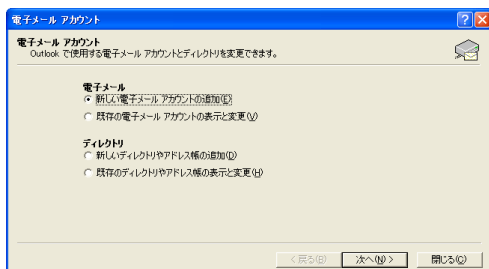 電子メール アカウント
電子メール アカウント
Outlook で使用する電子メール アカウントとディレクトリを変更できます。
電子メール
新しい電子メール アカウントの追加(E)
既存の電子メール アカウントの表示と変更(V)
ディレクトリ
新しいディレクトリやアドレス帳の追加(D)
既存のディレクトリやアドレス帳の表示と変更(H)
< 戻る(B) 次へ(N) > 閉じる(C)